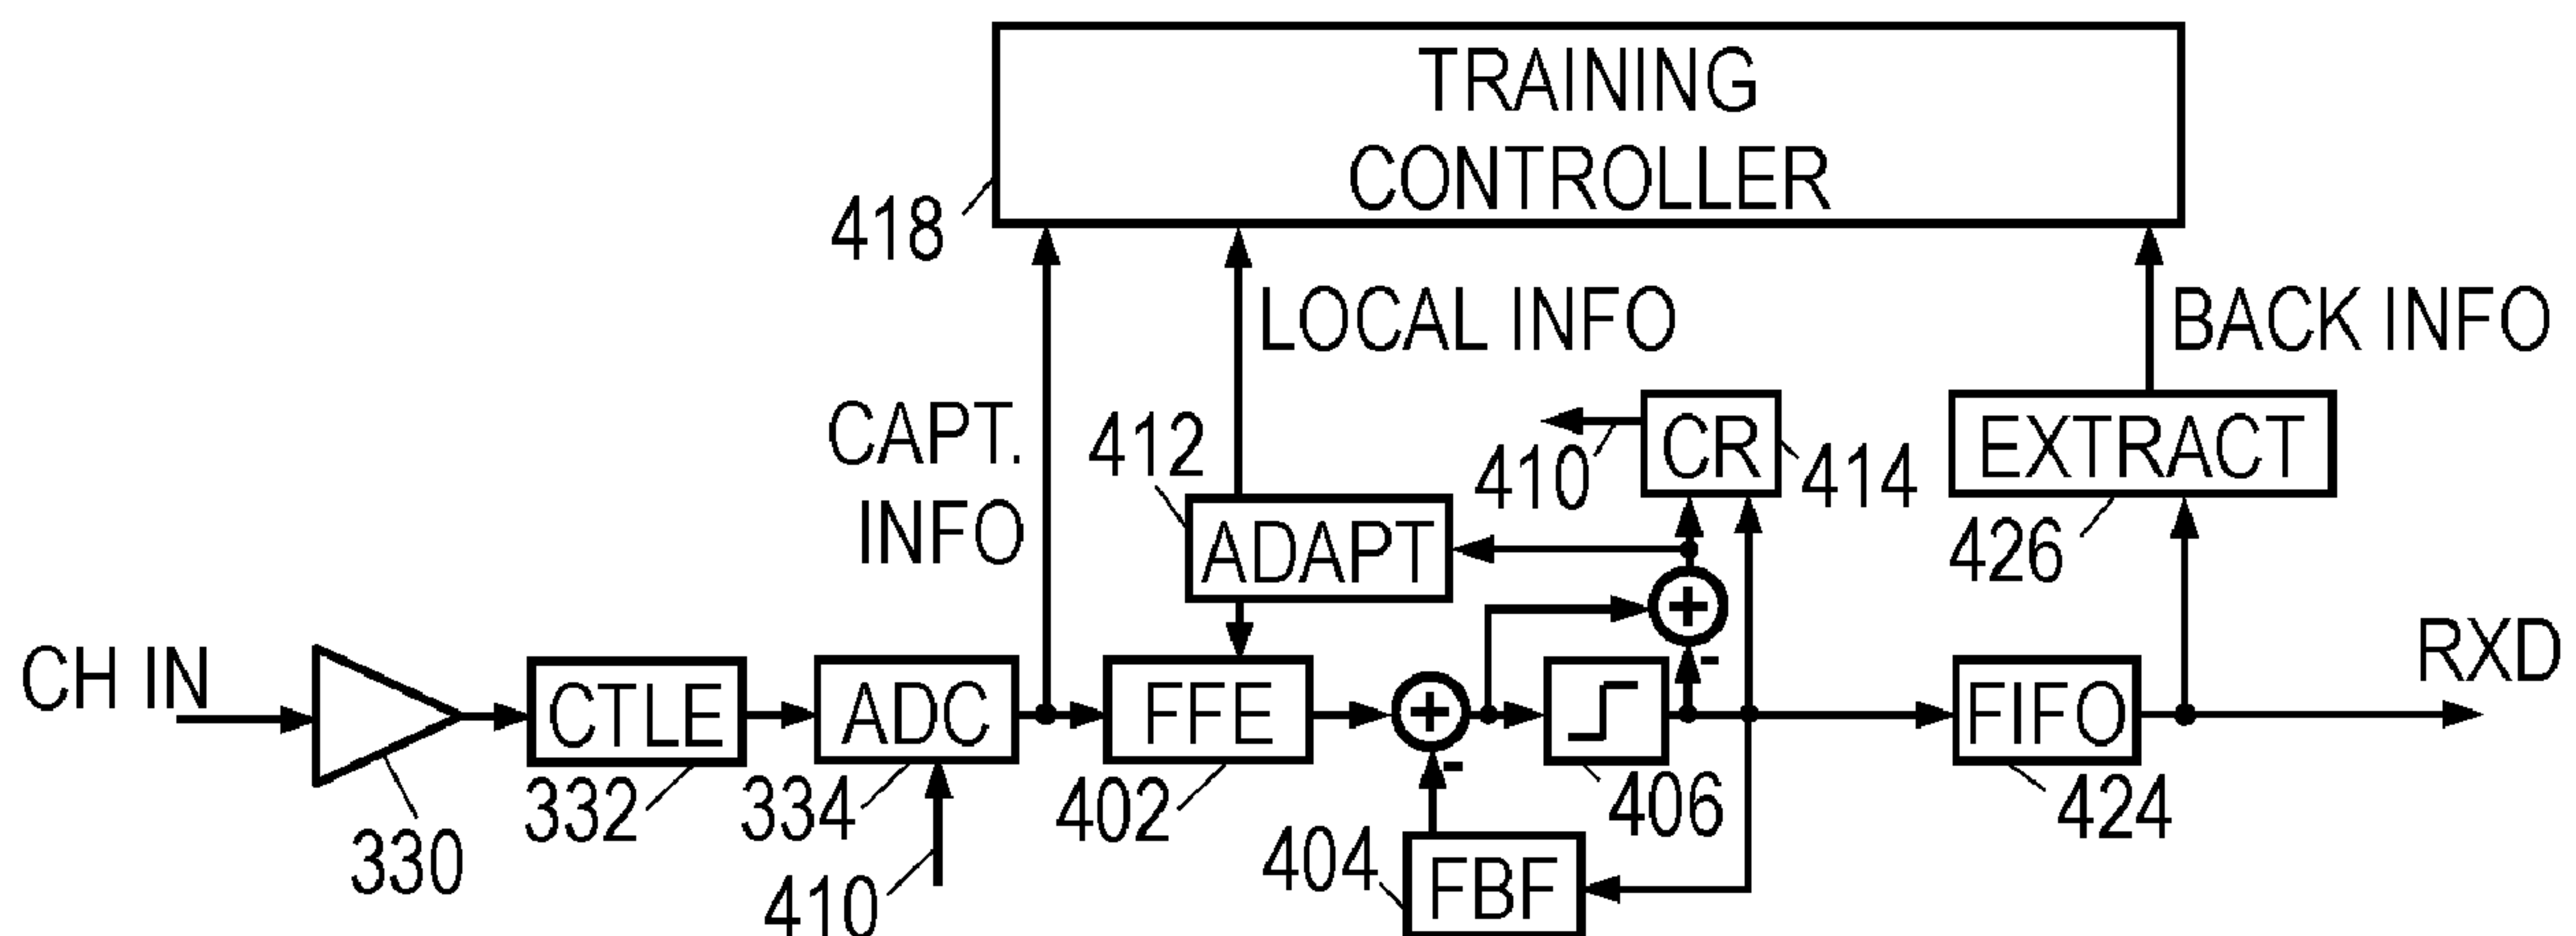 TRAINING
CONTROLLER
418
LOCAL INFO
BACK INFO
CAPT.
INFO
412
410
CR
414
EXTRACT
426
ADAPT
CH IN
330
CTLE
332
ADC
334
410
FFE
402
+
-
+
-
406
404
FBF
FIFO
424
RXD